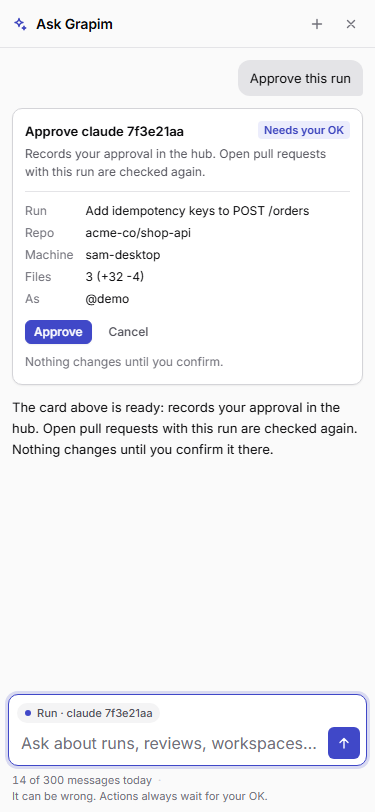 Ask Grapim
Approve this run
Approve claude 7f3e21aa
Needs your OK
Records your approval in the hub. Open pull requests
with this run are checked again.
Run Add idempotency keys to POST /orders
Repo acme-co/shop-api
Machine sam-desktop
Files 3 (+32 -4)
As @demo
Approve Cancel
Nothing changes until you confirm.
The card above is ready: records your approval in the
hub. Open pull requests with this run are checked again.
Nothing changes until you confirm it there.
Run · claude 7f3e21aa
Ask about runs, reviews, workspaces...
14 of 300 messages today ·
It can be wrong. Actions always wait for your OK.